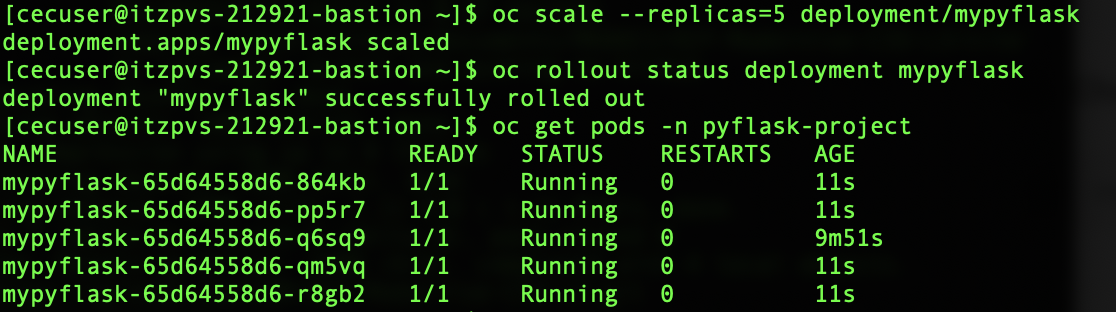 [cecuser@itzpvs-212921-bastion ~]$ oc scale --replicas=5 deployment/mypyflask
deployment.apps/mypyflask scaled
[cecuser@itzpvs-212921-bastion ~]$ oc rollout status deployment mypyflask
deployment "mypyflask" successfully rolled out
[cecuser@itzpvs-212921-bastion ~]$ oc get pods -n pyflask-project
NAME                         READY   STATUS    RESTARTS   AGE
mypyflask-65d64558d6-864kb   1/1     Running   0          11s
mypyflask-65d64558d6-pp5r7   1/1     Running   0          11s
mypyflask-65d64558d6-q6sq9   1/1     Running   0          9m51s
mypyflask-65d64558d6-qm5vq   1/1     Running   0          11s
mypyflask-65d64558d6-r8gb2   1/1     Running   0          11s